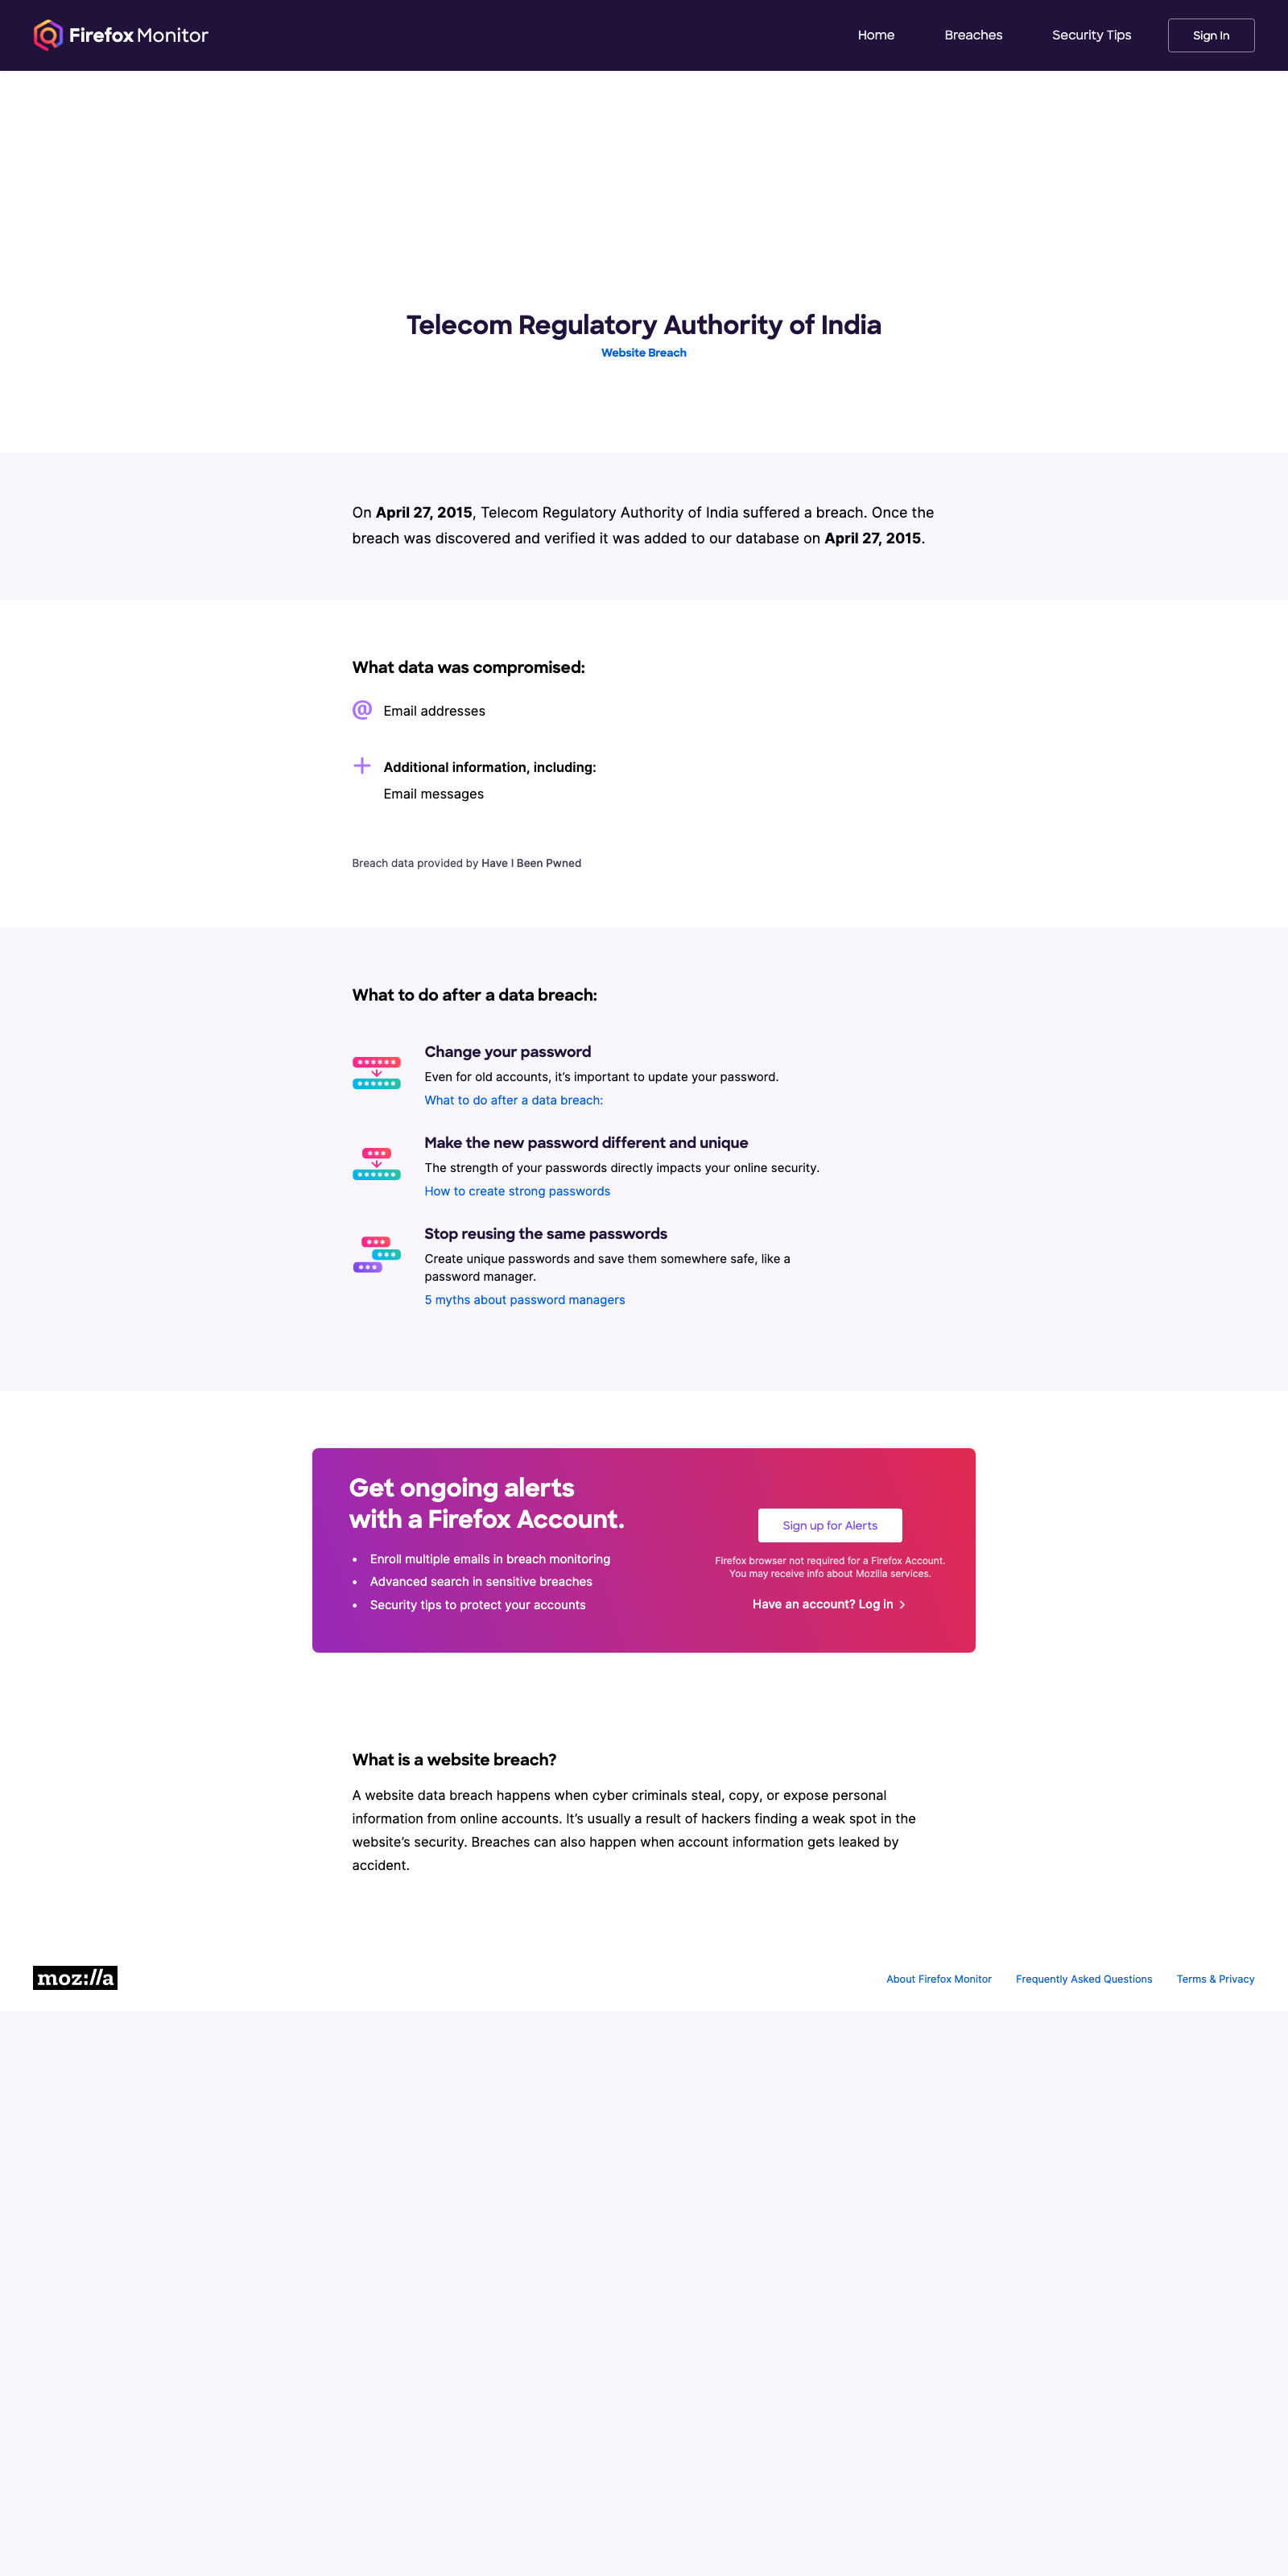 Firefox Monitor
Home
Breaches
Security Tips
Sign In
Telecom Regulatory Authority of India
Website Breach
On April 27, 2015, Telecom Regulatory Authority of India suffered a breach. Once the
breach was discovered and verified it was added to our database on April 27, 2015.
What data was compromised:
@ Email addresses
Additional information, including:
Email messages
Breach data provided by Have I Been Pwned
What to do after a data breach:
Change your password
Even for old accounts, it’s important to update your password.
What to do after a data breach:
Make the new password different and unique
The strength of your passwords directly impacts your online security.
How to create strong passwords
Stop reusing the same passwords
Create unique passwords and save them somewhere safe, like a
password manager.
5 myths about password managers
Get ongoing alerts
with a Firefox Account.
• Enroll multiple emails in breach monitoring
• Advanced search in sensitive breaches
• Security tips to protect your accounts
Sign up for Alerts
Firefox browser not required for a Firefox Account.
You may receive info about Mozilla services.
Have an account? Log in
What is a website breach?
A website data breach happens when cyber criminals steal, copy, or expose personal
information from online accounts. It’s usually a result of hackers finding a weak spot in the
website’s security. Breaches can also happen when account information gets leaked by
accident.
moz://a
About Firefox Monitor
Frequently Asked Questions
Terms & Privacy